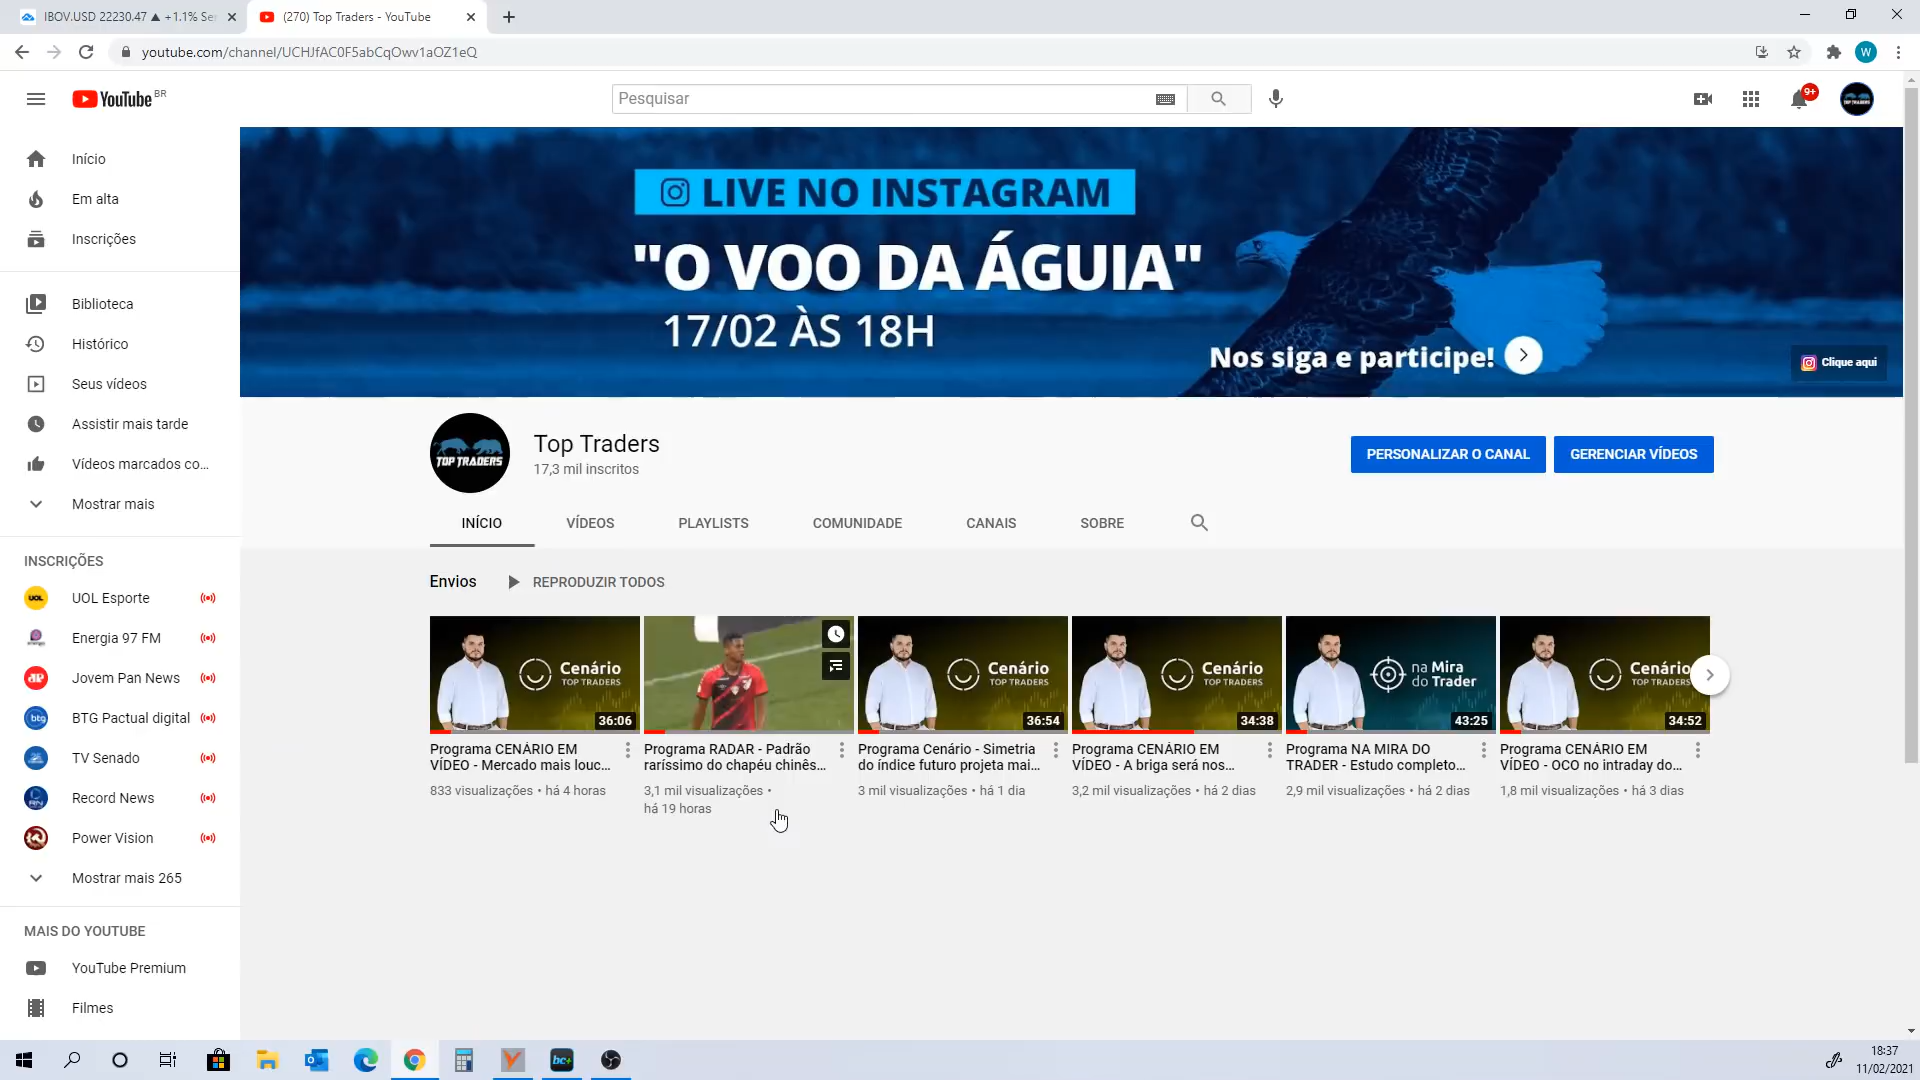 IBOV.USD 22230.47 ▲ +1.1% Se
(270) Top Traders - YouTube
youtube.com/channel/UCHJfAC0F5abCqOwv1aOZ1eQ
W
YouTube BR
Pesquisar
9+
Início
Em alta
Inscrições
Biblioteca
Histórico
Seus vídeos
Assistir mais tarde
Vídeos marcados co...
Mostrar mais
INSCRIÇÕES
UOL Esporte
Energia 97 FM
Jovem Pan News
BTG Pactual digital
TV Senado
Record News
Power Vision
Mostrar mais 265
MAIS DO YOUTUBE
YouTube Premium
Filmes
LIVE NO INSTAGRAM
"O VOO DA ÁGUIA"
17/02 ÀS 18H
Nos siga e participe!
Clique aqui
TOP TRADERS
Top Traders
17,3 mil inscritos
PERSONALIZAR O CANAL
GERENCIAR VÍDEOS
INÍCIO VÍDEOS PLAYLISTS COMUNIDADE CANAIS SOBRE
Envios
REPRODUZIR TODOS
Cenário
TOP TRADERS
36:06
Programa CENÁRIO EM
VÍDEO - Mercado mais louc...
833 visualizações • há 4 horas
Programa RADAR - Padrão
raríssimo do chapéu chinês...
3,1 mil visualizações •
há 19 horas
Cenário
TOP TRADERS
36:54
Programa Cenário - Simetria
do índice futuro projeta mai...
3 mil visualizações • há 1 dia
Cenário
TOP TRADERS
34:38
Programa CENÁRIO EM
VÍDEO - A briga será nos...
3,2 mil visualizações • há 2 dias
na Mira
do Trader
43:25
Programa NA MIRA DO
TRADER - Estudo completo...
2,9 mil visualizações • há 2 dias
Cenário
TOP TRADERS
34:52
Programa CENÁRIO EM
VÍDEO - OCO no intraday do...
1,8 mil visualizações • há 3 dias
bc+
18:37
11/02/2021